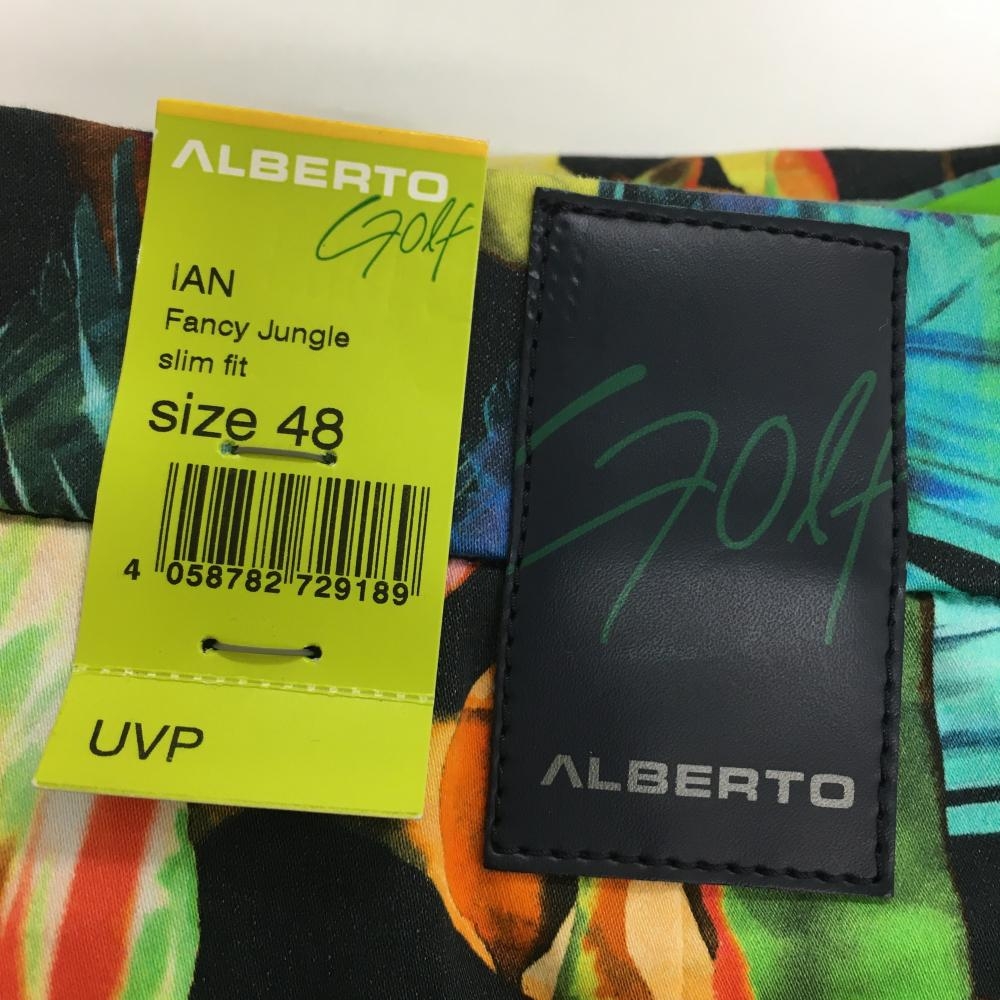 ALBERTO
Golf
IAN
Fancy Jungle
slim fit
size 48
4 058782 729189
UVP
Golf
ALBERTO